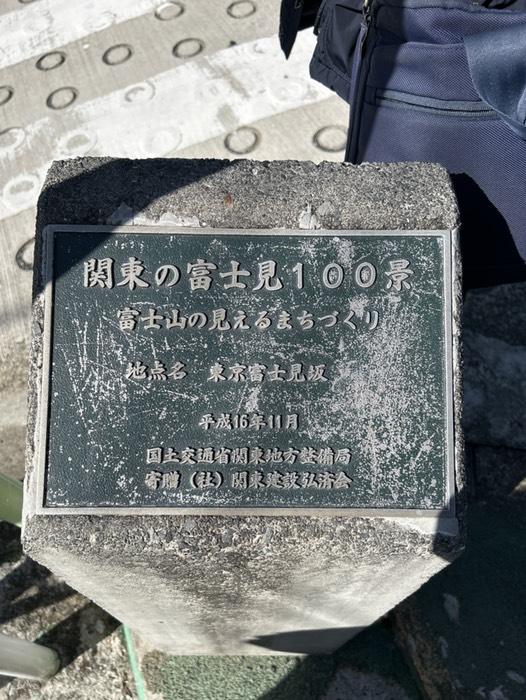 関東の富士見１００景
富士山の見えるまちづくり
地点名　東京富士見坂
平成16年11月
国土交通省関東地方整備局
寄贈（社）関東建設弘済会